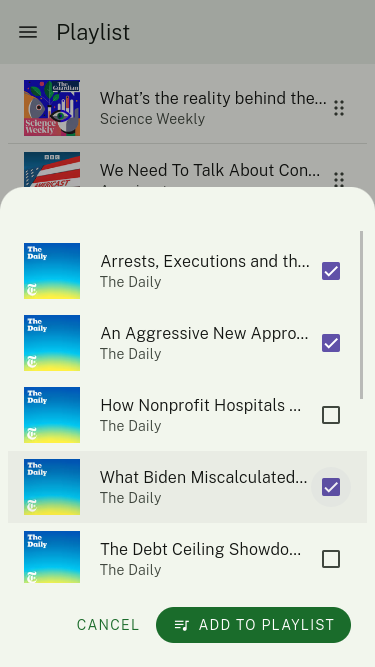 Playlist
The
Guardian
Science
Weekly
What's the reality behind the...
Science Weekly
BBC
AMERICAST
We Need To Talk About Con...
The
Daily
Arrests, Executions and th...
The Daily
The
Daily
An Aggressive New Appro...
The Daily
The
Daily
How Nonprofit Hospitals ...
The Daily
The
Daily
What Biden Miscalculated...
The Daily
The
Daily
The Debt Ceiling Showdo...
The Daily
CANCEL
ADD TO PLAYLIST